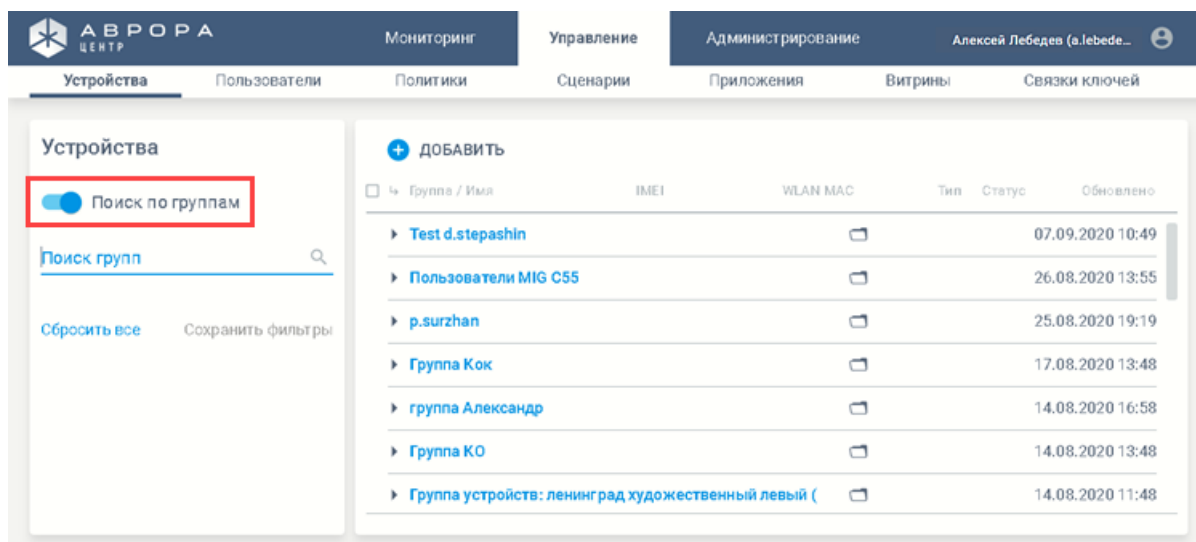 АВРОРА
ЦЕНТР
Мониторинг Управление Администрирование Алексей Лебедев (a.lebede...
Устройства Пользователи Политики Сценарии Приложения Витрины Связки ключей
Устройства
Поиск по группам
Поиск групп
Сбросить все Сохранить фильтры
ДОБАВИТЬ
Группа / Имя IMEI WLAN MAC Тип Статус Обновлено
Test d.stepashin 07.09.2020 10:49
Пользователи MIG C55 26.08.2020 13:55
p.surzhan 25.08.2020 19:19
Группа Кок 17.08.2020 13:48
группа Александр 14.08.2020 16:58
Группа КО 14.08.2020 13:48
Группа устройств: ленинград художественный левый ( 14.08.2020 11:48